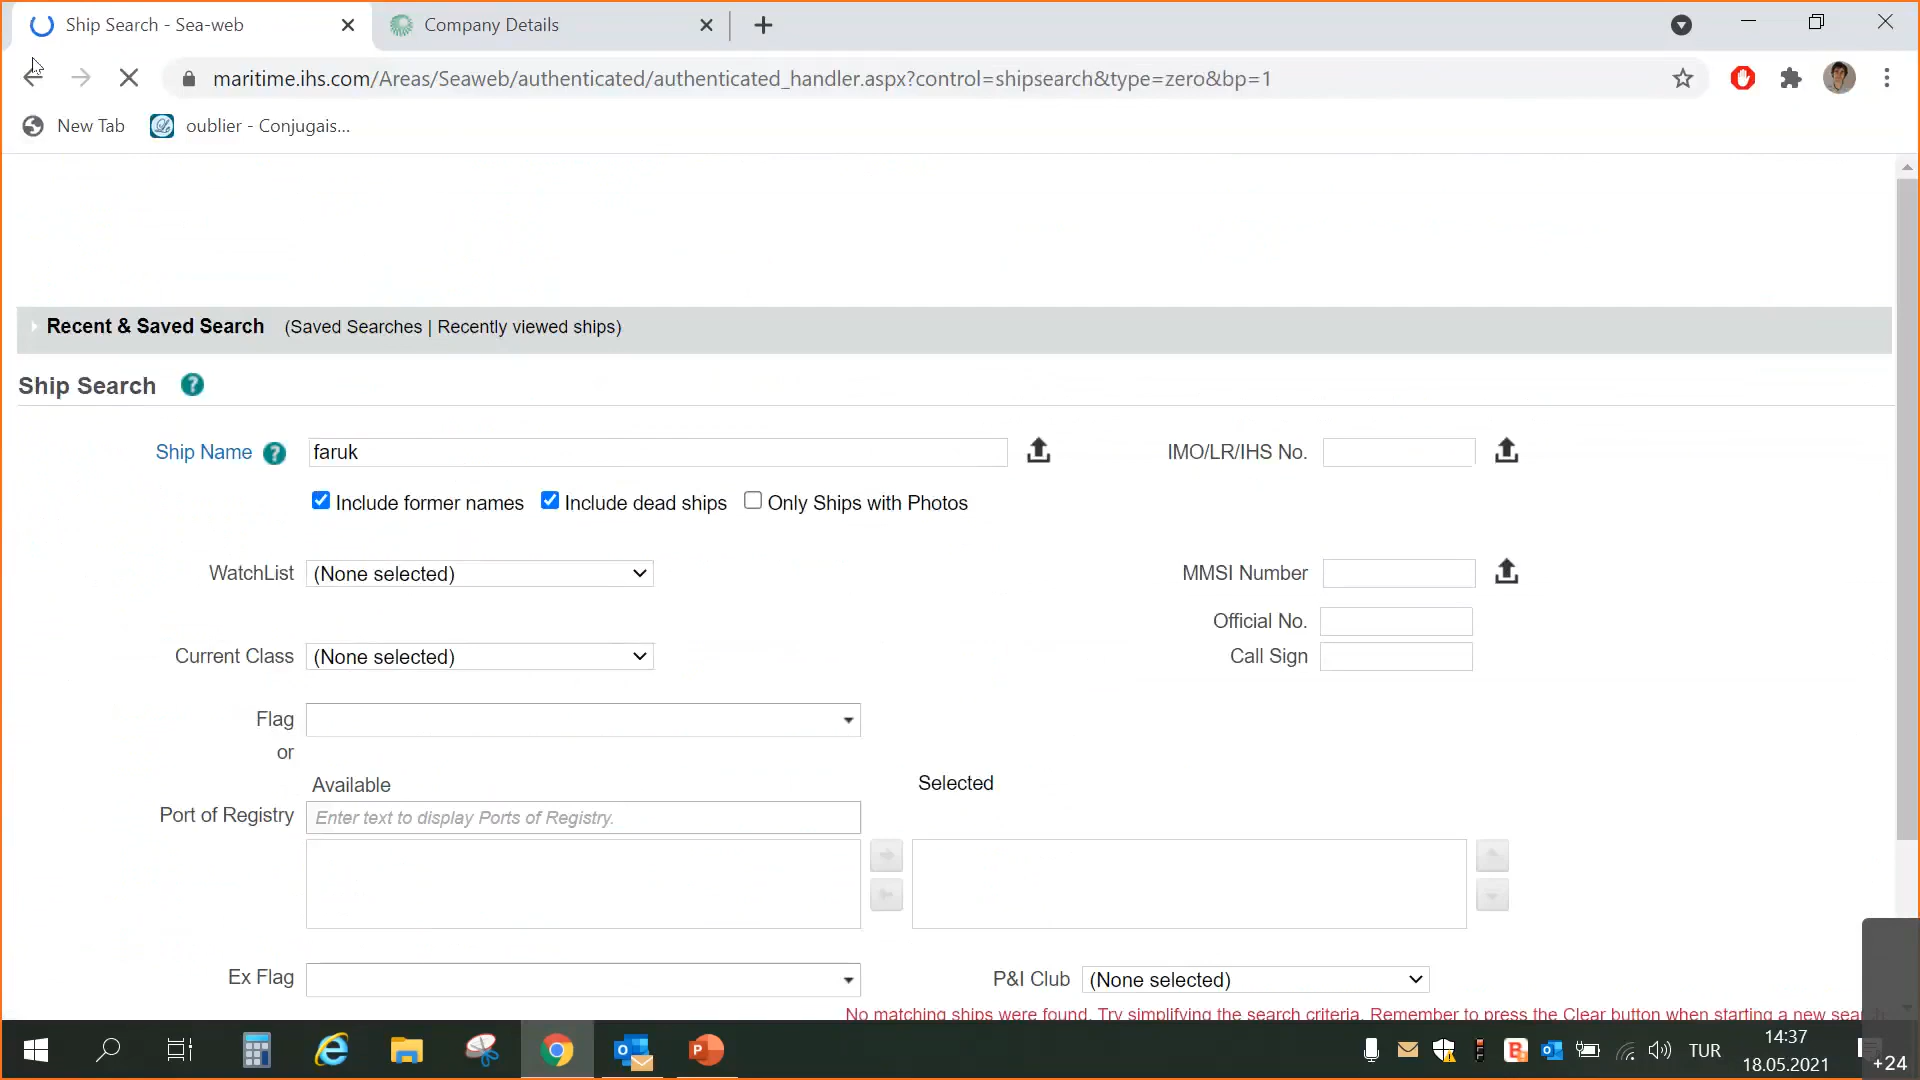 Ship Search - Sea-web
Company Details
maritime.ihs.com/Areas/Seaweb/authenticated/authenticated_handler.aspx?control=shipsearch&type=zero&bp=1
New Tab
oublier - Conjugais...
Recent & Saved Search (Saved Searches | Recently viewed ships)
Ship Search ?
Ship Name ? faruk
IMO/LR/IHS No.
Include former names Include dead ships Only Ships with Photos
WatchList (None selected)
MMSI Number
Official No.
Current Class (None selected)
Call Sign
Flag
or
Available
Selected
Port of Registry Enter text to display Ports of Registry.
Ex Flag
P&I Club (None selected)
No matching ships were found. Try simplifying the search criteria. Remember to press the Clear button when starting a new search
TUR
14:37
18.05.2021
+24